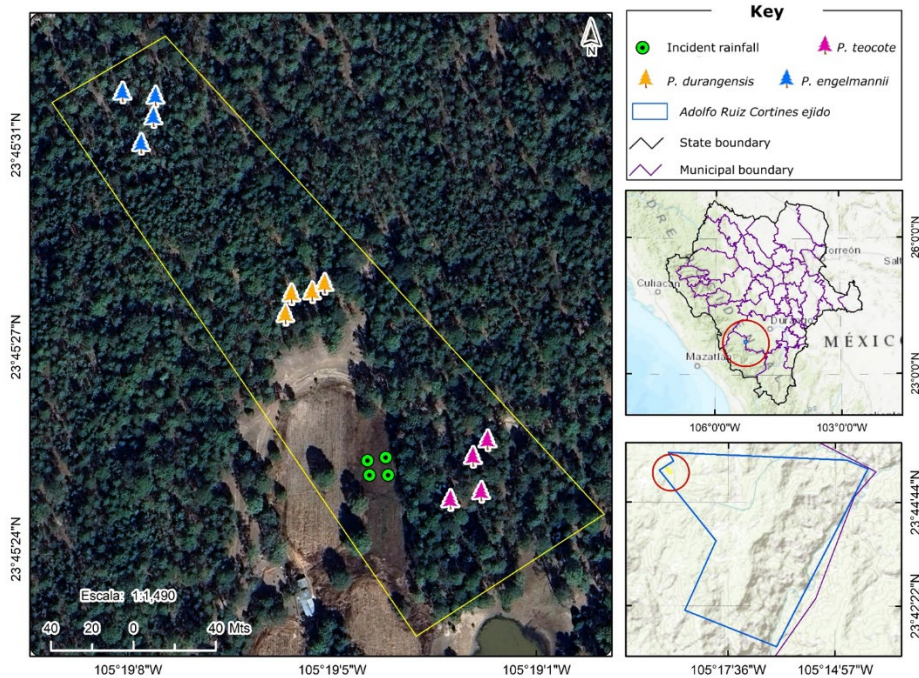 N
23°45'31"N
23°45'27"N
23°45'24"N
Escala: 1:1,490
40 20 0 40 Mts
105°19'8"W 105°19'5"W 105°19'1"W
Key
Incident rainfall
P. teocote
P. durangensis
P. engelmannii
Adolfo Ruiz Cortines ejido
State boundary
Municipal boundary
DRE
Torreón
Salt
Culiacán
Durango
Mazatlán
MÉXICO
26°0'0"N
23°0'0"N
106°0'0"W 103°0'0"W
23°44'44"N
23°42'22"N
105°17'36"W 105°14'57"W